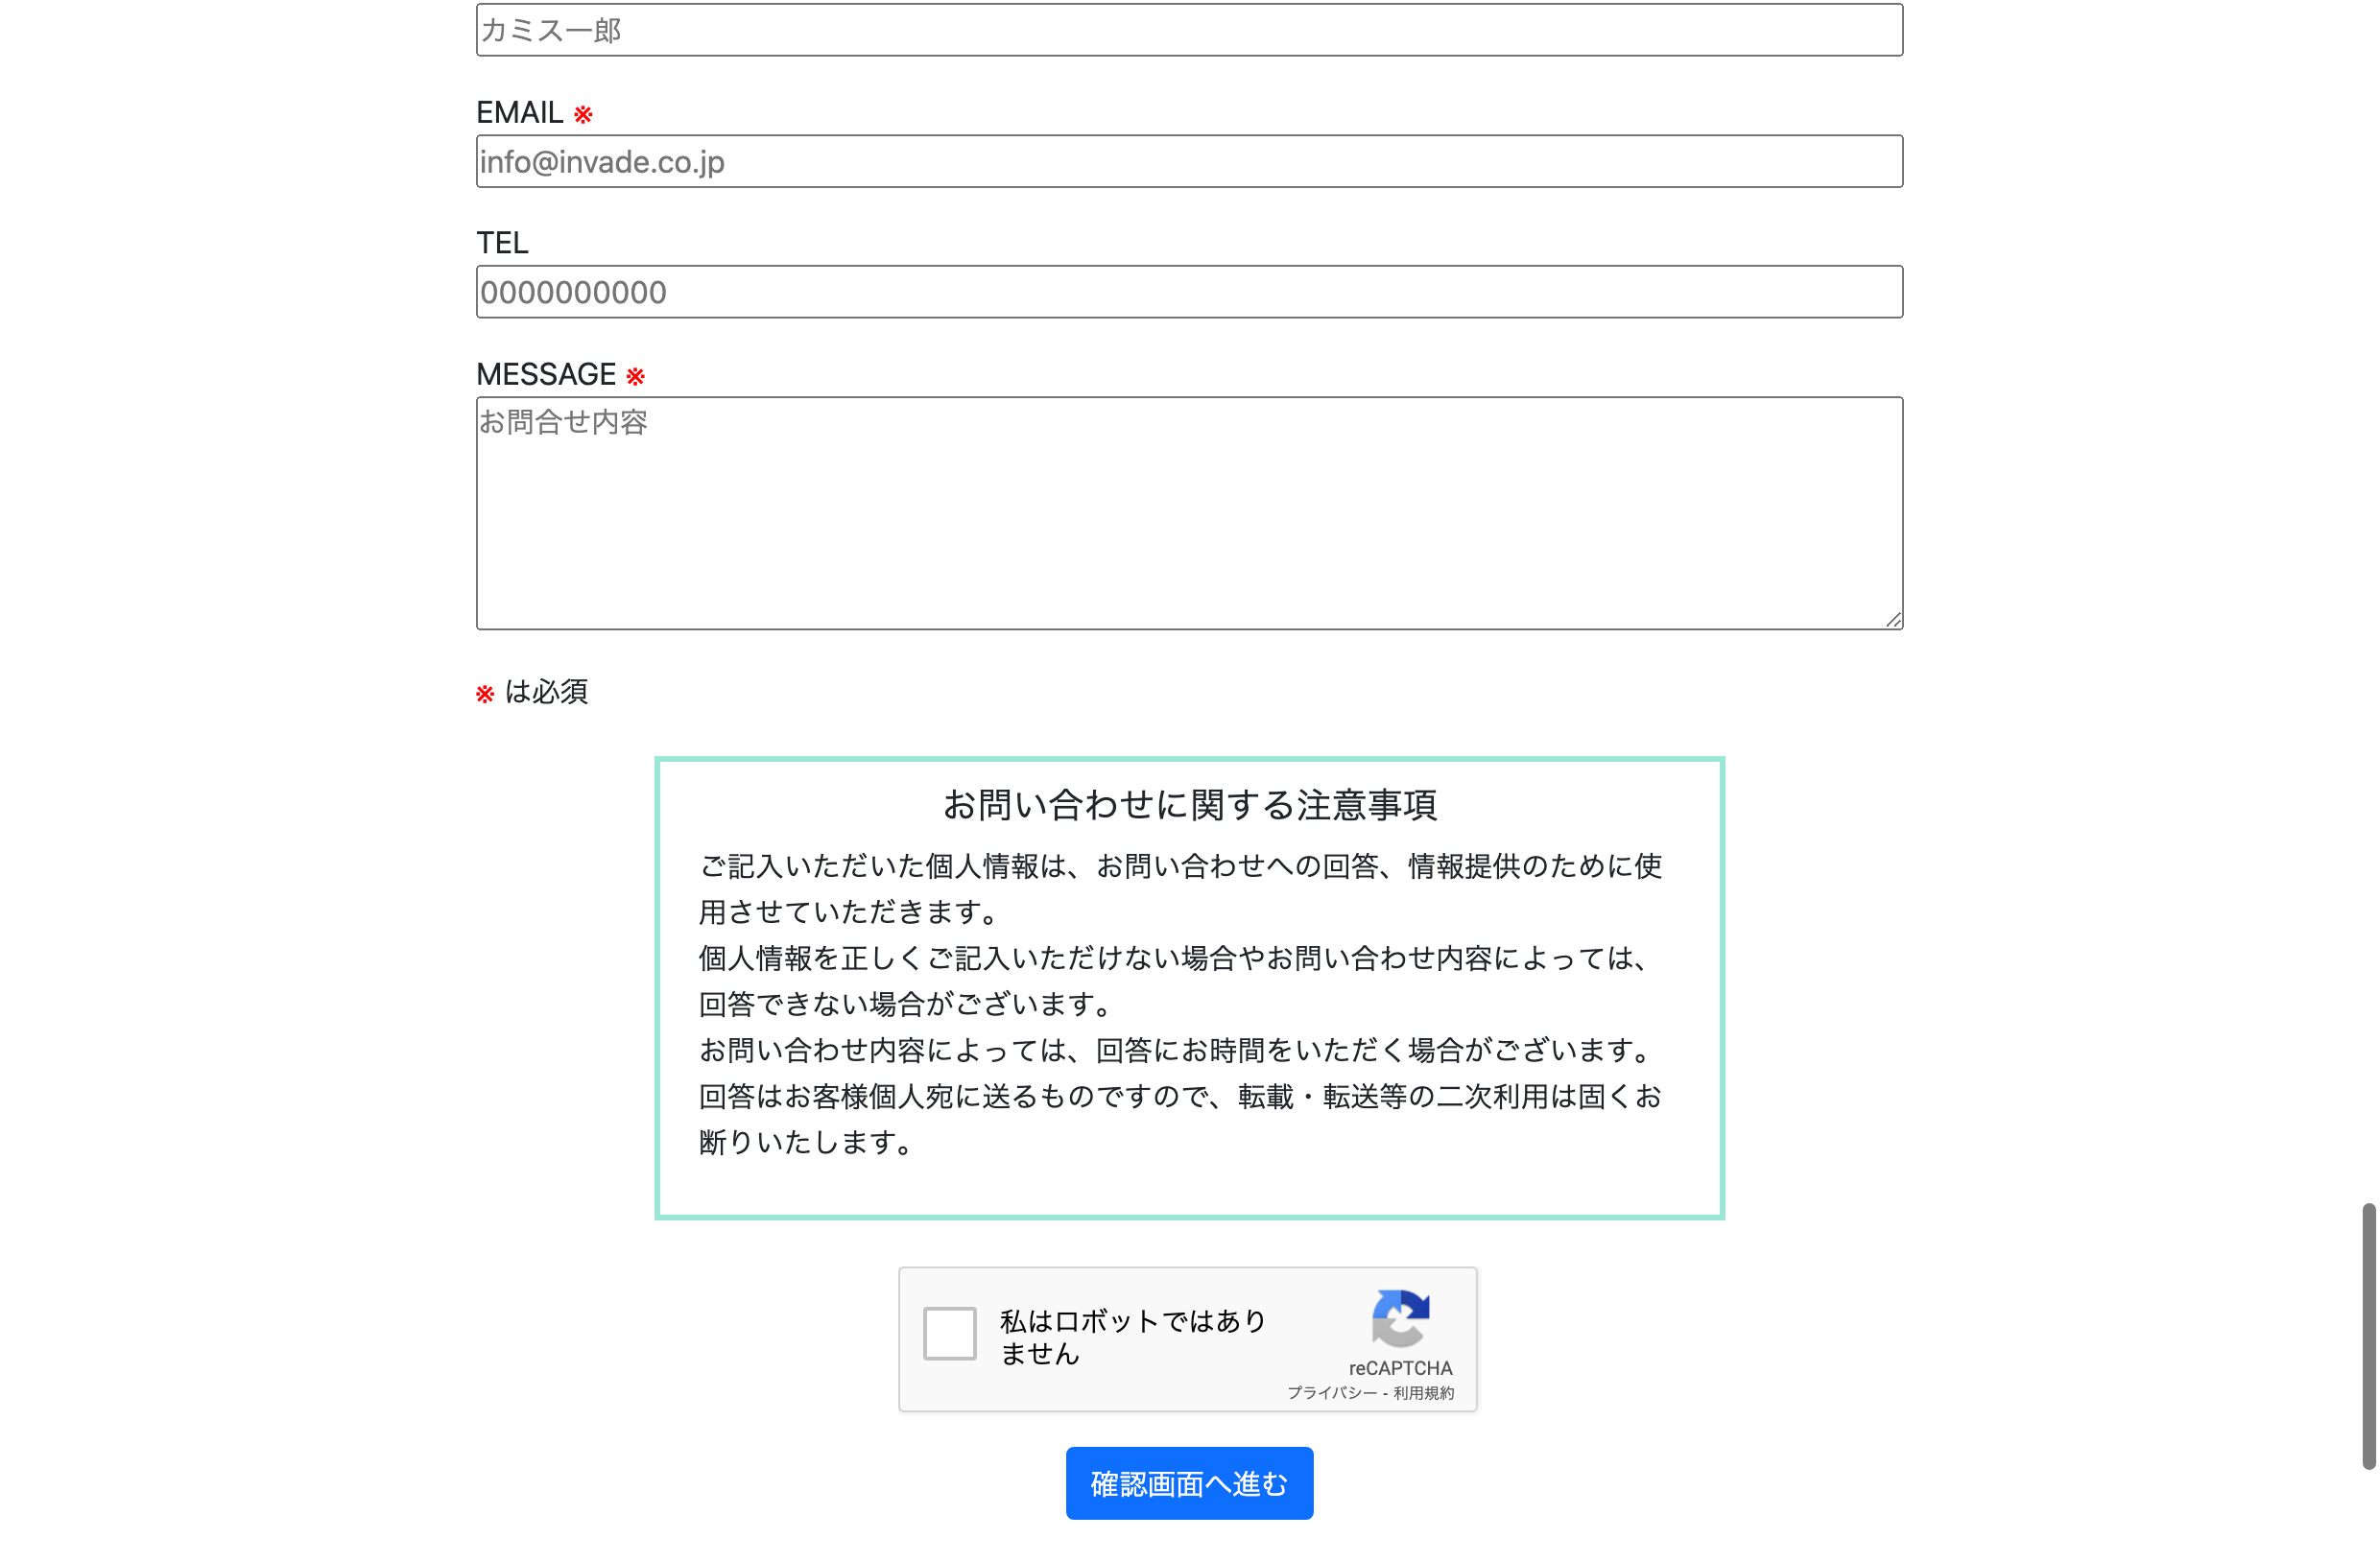 カミス一郎
EMAIL ※
info@invade.co.jp
TEL
0000000000
MESSAGE ※
お問合せ内容
※ は必須
お問い合わせに関する注意事項
ご記入いただいた個人情報は、お問い合わせへの回答、情報提供のために使
用させていただきます。
個人情報を正しくご記入いただけない場合やお問い合わせ内容によっては、
回答できない場合がございます。
お問い合わせ内容によっては、回答にお時間をいただく場合がございます。
回答はお客様個人宛に送るものですので、転載・転送等の二次利用は固くお
断りいたします。
私はロボットではあり
ません
reCAPTCHA
プライバシー - 利用規約
確認画面へ進む